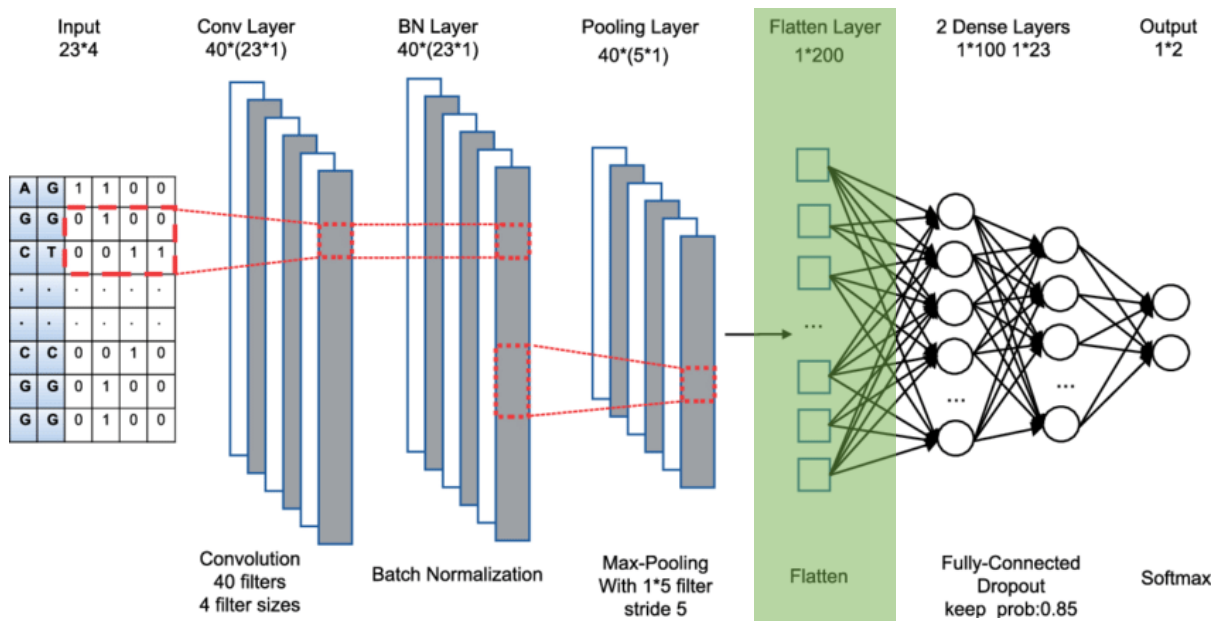 Input
23*4
Conv Layer
40*(23*1)
BN Layer
40*(23*1)
Pooling Layer
40*(5*1)
Flatten Layer
1*200
2 Dense Layers
1*100 1*23
Output
1*2
A G 1 1 0 0
G G 0 1 0 0
C T 0 0 1 1
. . . . . .
. . . . . .
C C 0 0 1 0
G G 0 1 0 0
G G 0 1 0 0
...
...
...
Convolution
40 filters
4 filter sizes
Batch Normalization
Max-Pooling
With 1*5 filter
stride 5
Flatten
Fully-Connected
Dropout
keep_prob:0.85
Softmax